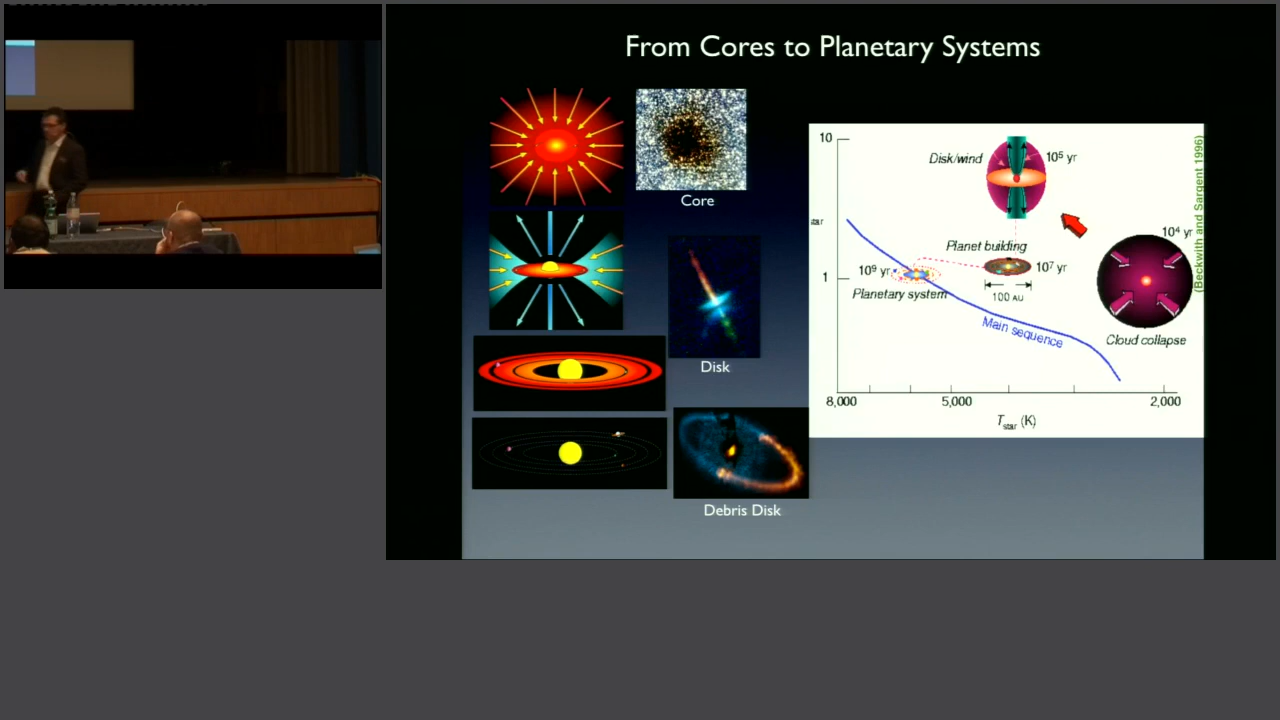 From Cores to Planetary Systems
Core
Disk
Debris Disk
10
1
star
Disk/wind
10⁵ yr
10⁴ yr
Planet building
10⁹ yr
10⁷ yr
Planetary system
100 AU
Main sequence
Cloud collapse
8,000
5,000
2,000
Tstar (K)
(Beckwith and Sargent 1996)